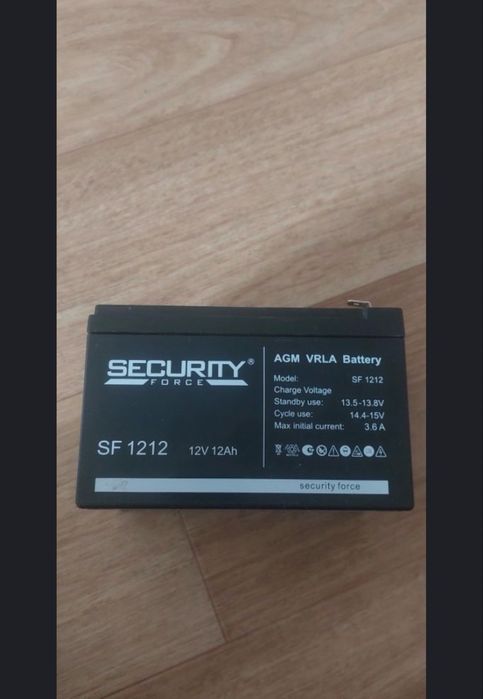 SECURITY®
FORCE
SF 1212 12V 12Ah
AGM VRLA Battery
Model: SF 1212
Charge Voltage
Standby use: 13.5-13.8V
Cycle use: 14.4-15V
Max initial current: 3.6 A
security force